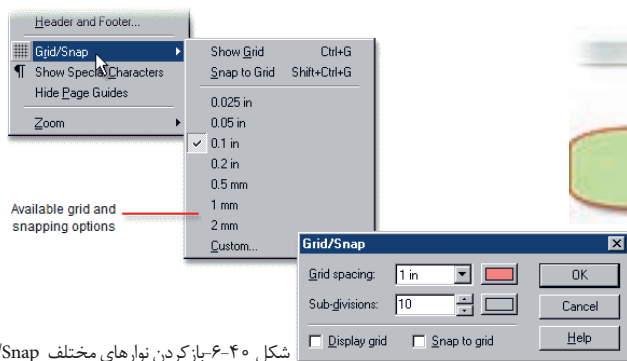 Header and Footer...
Grid/Snap
Show Special Characters
Hide Page Guides
Zoom
Show Grid Ctrl+G
Snap to Grid Shift+Ctrl+G
0.025 in
0.05 in
0.1 in
0.2 in
0.5 mm
1 mm
2 mm
Custom...
Available grid and
snapping options
Grid/Snap
Grid spacing: 1 in OK
Sub-divisions: 10 Cancel
Display grid Snap to grid Help
شکل ۴۰-۶-بازکردن نوارهای مختلف /Snap